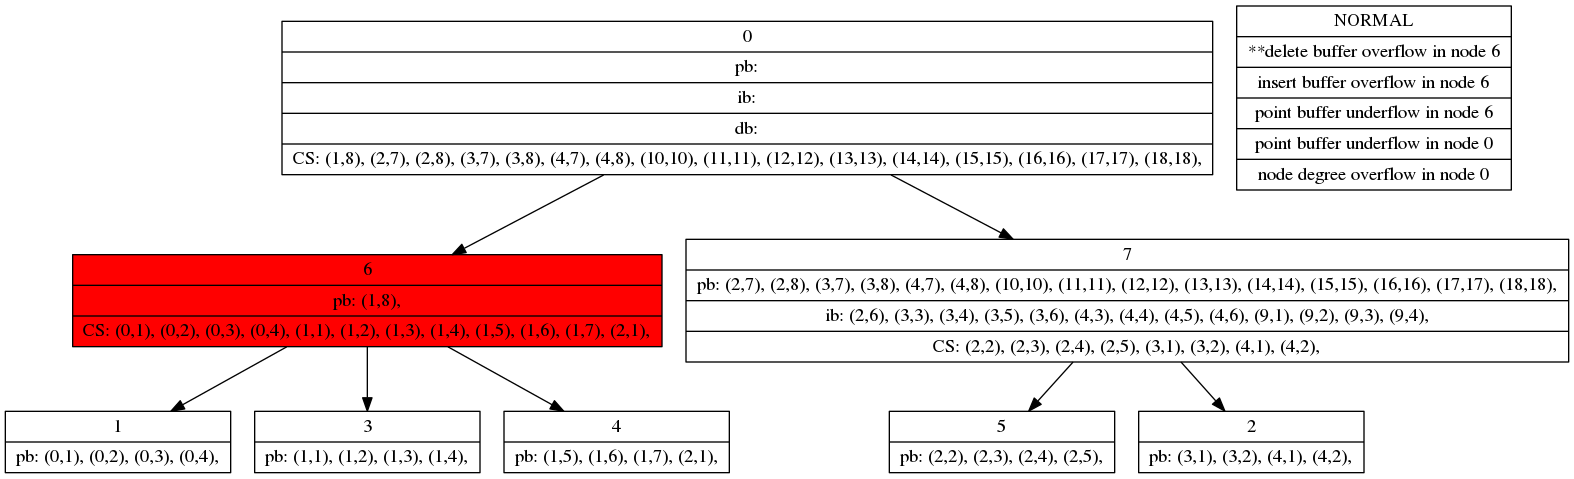 0
pb:
ib:
db:
CS: (1,8), (2,7), (2,8), (3,7), (3,8), (4,7), (4,8), (10,10), (11,11), (12,12), (13,13), (14,14), (15,15), (16,16), (17,17), (18,18),
NORMAL
**delete buffer overflow in node 6
insert buffer overflow in node 6
point buffer underflow in node 6
point buffer underflow in node 0
node degree overflow in node 0
6
pb: (1,8),
CS: (0,1), (0,2), (0,3), (0,4), (1,1), (1,2), (1,3), (1,4), (1,5), (1,6), (1,7), (2,1),
7
pb: (2,7), (2,8), (3,7), (3,8), (4,7), (4,8), (10,10), (11,11), (12,12), (13,13), (14,14), (15,15), (16,16), (17,17), (18,18),
ib: (2,6), (3,3), (3,4), (3,5), (3,6), (4,3), (4,4), (4,5), (4,6), (9,1), (9,2), (9,3), (9,4),
CS: (2,2), (2,3), (2,4), (2,5), (3,1), (3,2), (4,1), (4,2),
1
pb: (0,1), (0,2), (0,3), (0,4),
3
pb: (1,1), (1,2), (1,3), (1,4),
4
pb: (1,5), (1,6), (1,7), (2,1),
5
pb: (2,2), (2,3), (2,4), (2,5),
2
pb: (3,1), (3,2), (4,1), (4,2),